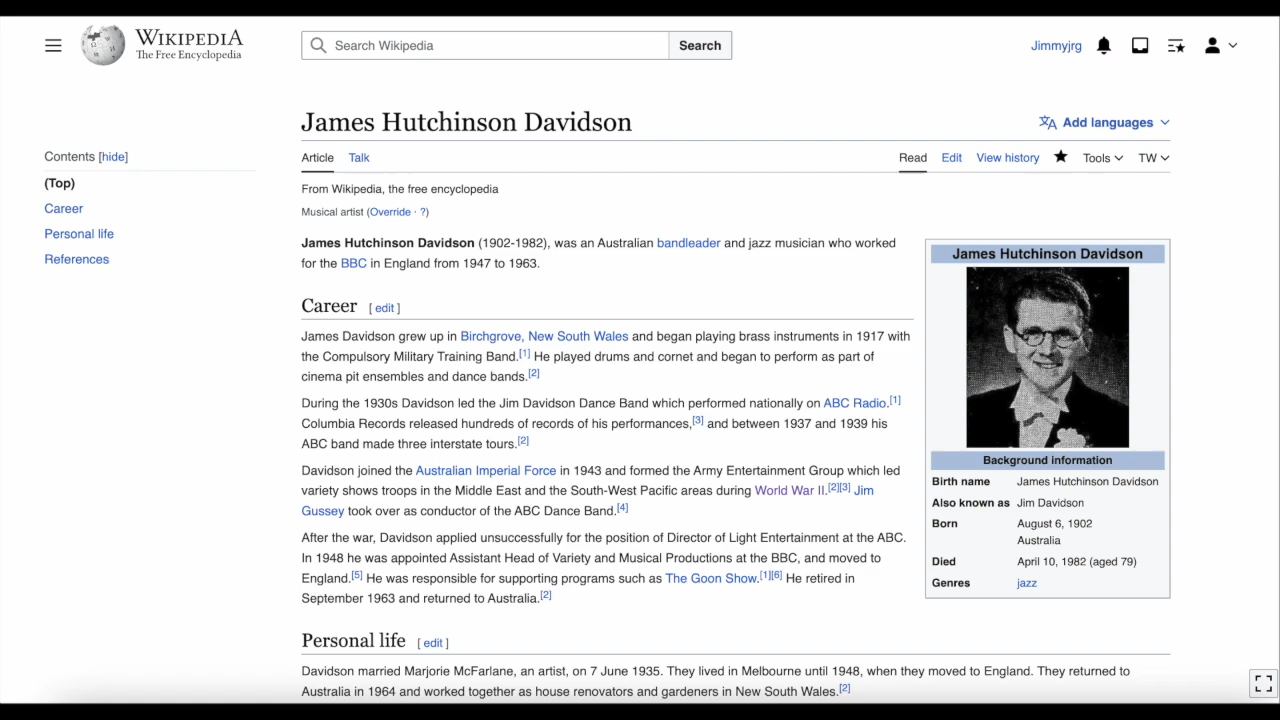 WIKIPEDIA
The Free Encyclopedia
Search Wikipedia
Search
Jimmyjrg
James Hutchinson Davidson
Add languages
Contents [hide]
(Top)
Career
Personal life
References
Article Talk
Read Edit View history Tools TW
From Wikipedia, the free encyclopedia
Musical artist (Override · ?)
James Hutchinson Davidson (1902-1982), was an Australian bandleader and jazz musician who worked
for the BBC in England from 1947 to 1963.
Career [ edit ]
James Davidson grew up in Birchgrove, New South Wales and began playing brass instruments in 1917 with
the Compulsory Military Training Band.[1] He played drums and cornet and began to perform as part of
cinema pit ensembles and dance bands.[2]
During the 1930s Davidson led the Jim Davidson Dance Band which performed nationally on ABC Radio.[1]
Columbia Records released hundreds of records of his performances,[3] and between 1937 and 1939 his
ABC band made three interstate tours.[2]
Davidson joined the Australian Imperial Force in 1943 and formed the Army Entertainment Group which led
variety shows troops in the Middle East and the South-West Pacific areas during World War II.[2][3] Jim
Gussey took over as conductor of the ABC Dance Band.[4]
After the war, Davidson applied unsuccessfully for the position of Director of Light Entertainment at the ABC.
In 1948 he was appointed Assistant Head of Variety and Musical Productions at the BBC, and moved to
England.[5] He was responsible for supporting programs such as The Goon Show.[1][6] He retired in
September 1963 and returned to Australia.[2]
James Hutchinson Davidson
Background information
Birth name James Hutchinson Davidson
Also known as Jim Davidson
Born August 6, 1902
Australia
Died April 10, 1982 (aged 79)
Genres jazz
Personal life [ edit ]
Davidson married Marjorie McFarlane, an artist, on 7 June 1935. They lived in Melbourne until 1948, when they moved to England. They returned to
Australia in 1964 and worked together as house renovators and gardeners in New South Wales.[2]